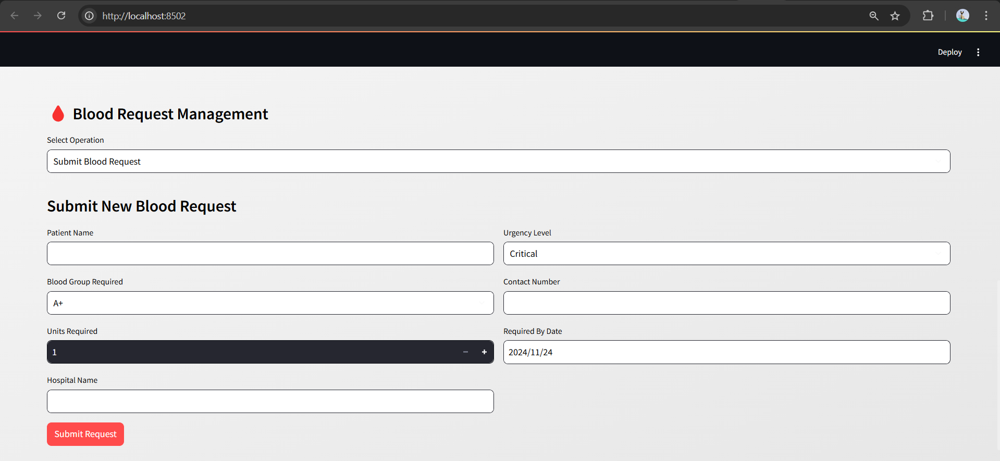 http://localhost:8502
Deploy
Blood Request Management
Select Operation
Submit Blood Request
Submit New Blood Request
Patient Name
Urgency Level
Critical
Blood Group Required
A+
Contact Number
Units Required
1
Required By Date
2024/11/24
Hospital Name
Submit Request